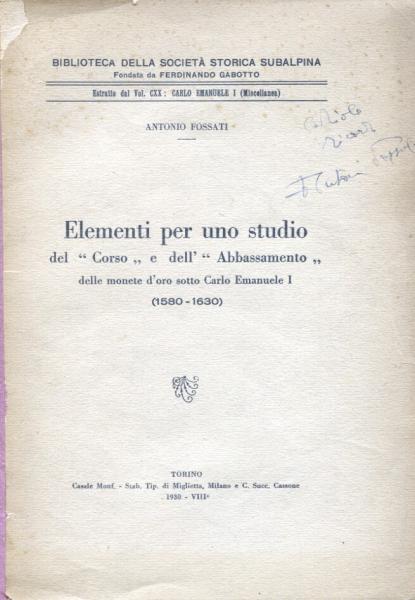 BIBLIOTECA DELLA SOCIETÀ STORICA SUBALPINA
Fondata da FERDINANDO GABOTTO
Estratto dal Vol. CXX : CARLO EMANUELE I (Miscellanea)
ANTONIO FOSSATI
Elementi per uno studio
del “ Corso „ e dell' “ Abbassamento „
delle monete d'oro sotto Carlo Emanuele I
(1580-1630)
TORINO
Casale Monf. - Stab. Tip. di Miglietta, Milano e C. Succ. Cassone
1930 - VIIIº